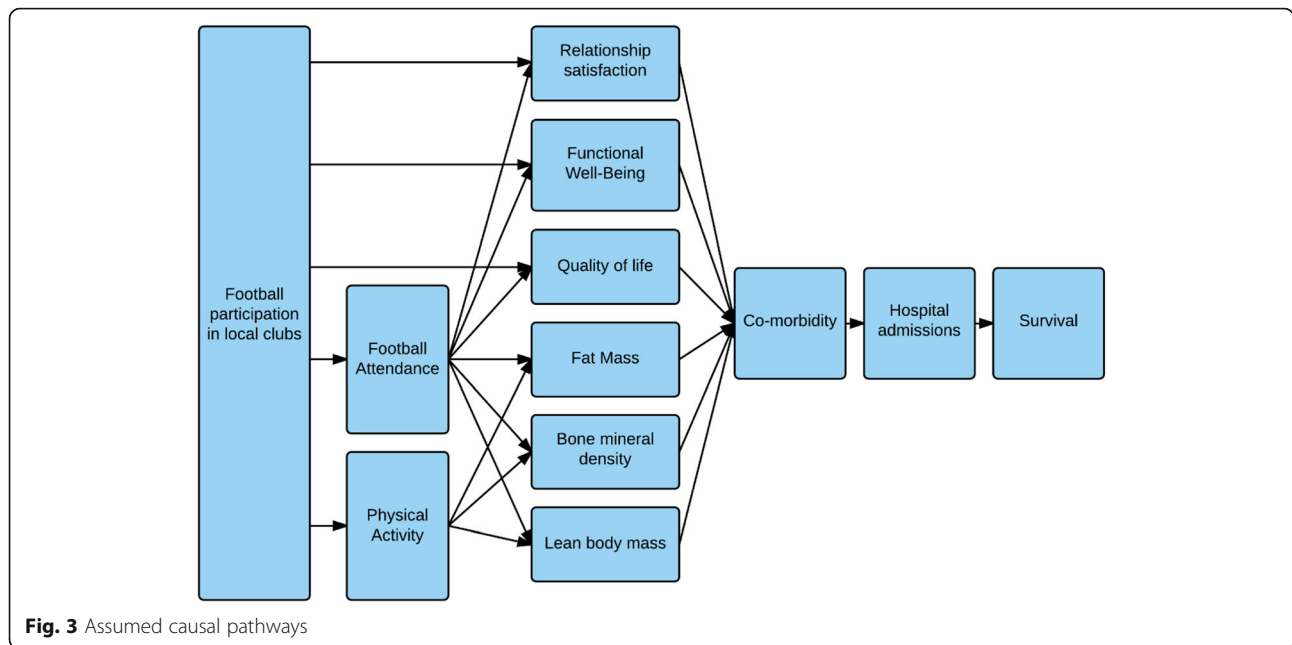 Football
participation
in local clubs
Football
Attendance
Physical
Activity
Relationship
satisfaction
Functional
Well-Being
Quality of life
Fat Mass
Bone mineral
density
Lean body mass
Co-morbidity
Hospital
admissions
Survival
Fig. 3 Assumed causal pathways